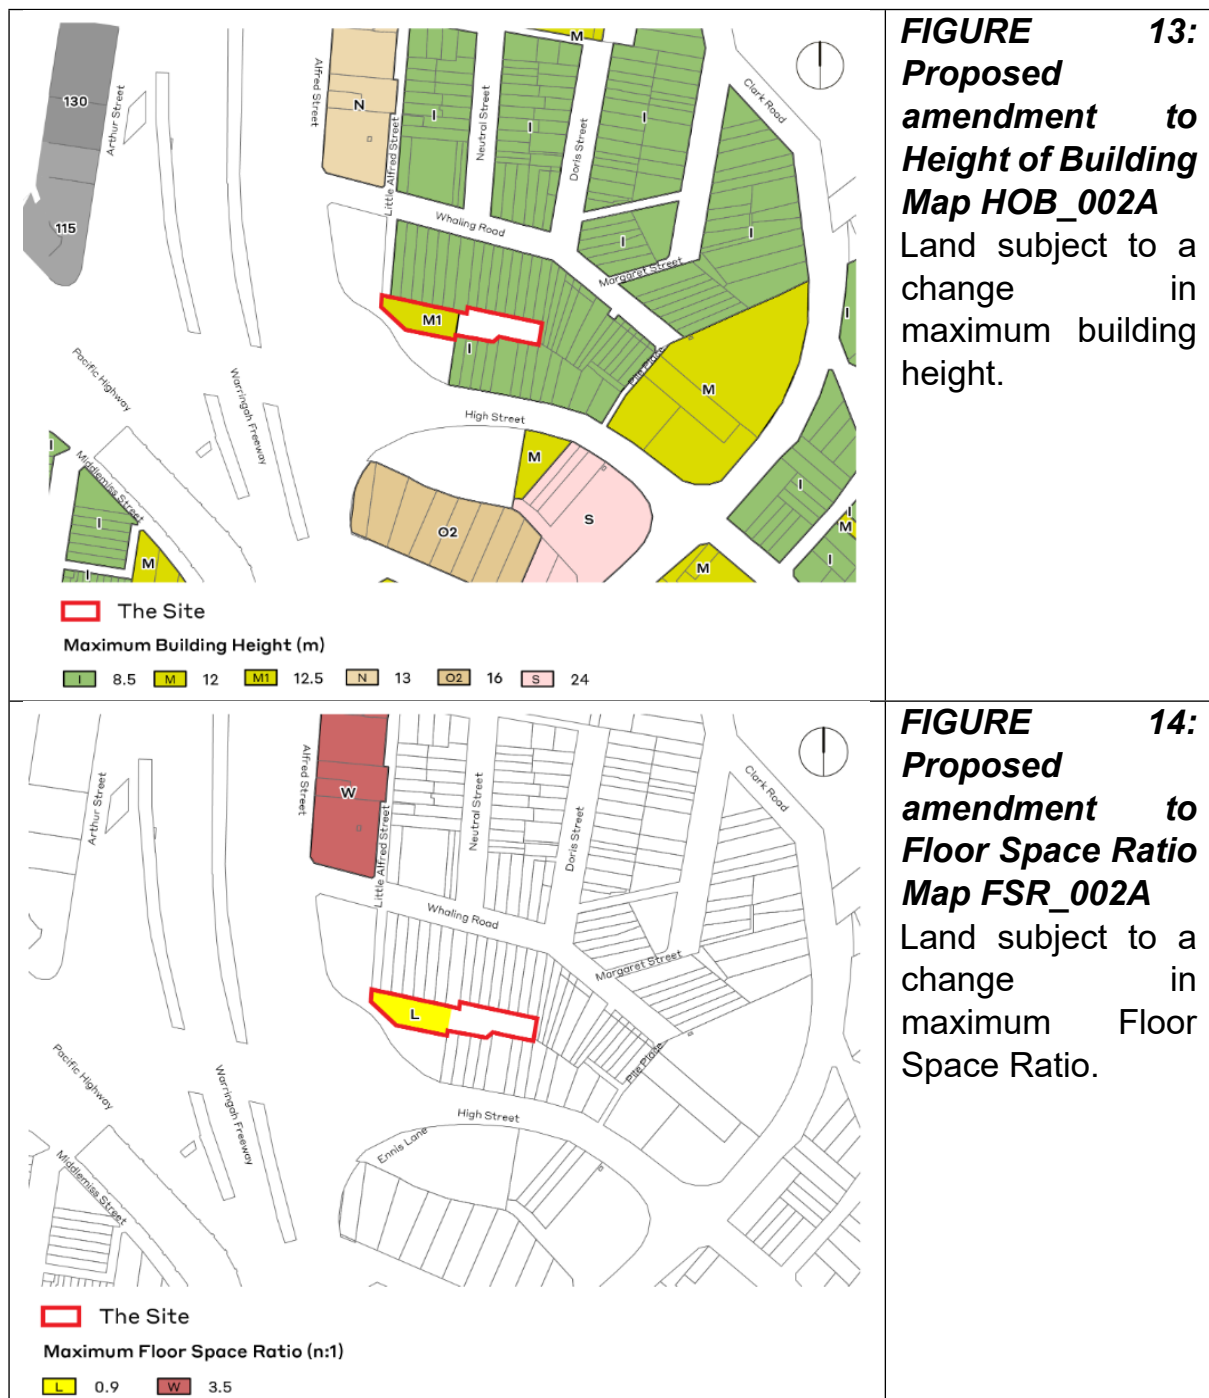 130
115
Arthur Street
Alfred Street
N
Little Alfred Street
I
Neutral Street
I
M
Doris Street
I
Clark Road
I
Whaling Road
I
Margaret Street
M1
I
I
Pile Place
M
Pacific Highway
Warringah Freeway
High Street
M
S
O2
I
Middlemiss Street
I
M
I
M
I
I
M
I
The Site
Maximum Building Height (m)
I 8.5 M 12 M1 12.5 N 13 O2 16 S 24
FIGURE 13:
Proposed
amendment to
Height of Building
Map HOB_002A
Land subject to a
change in
maximum building
height.
Arthur Street
Alfred Street
W
Little Alfred Street
Neutral Street
Doris Street
Clark Road
Whaling Road
Margaret Street
L
Pile Place
Pacific Highway
Warringah Freeway
High Street
Ennis Lane
Middlemiss Street
The Site
Maximum Floor Space Ratio (n:1)
L 0.9 W 3.5
FIGURE 14:
Proposed
amendment to
Floor Space Ratio
Map FSR_002A
Land subject to a
change in
maximum Floor
Space Ratio.